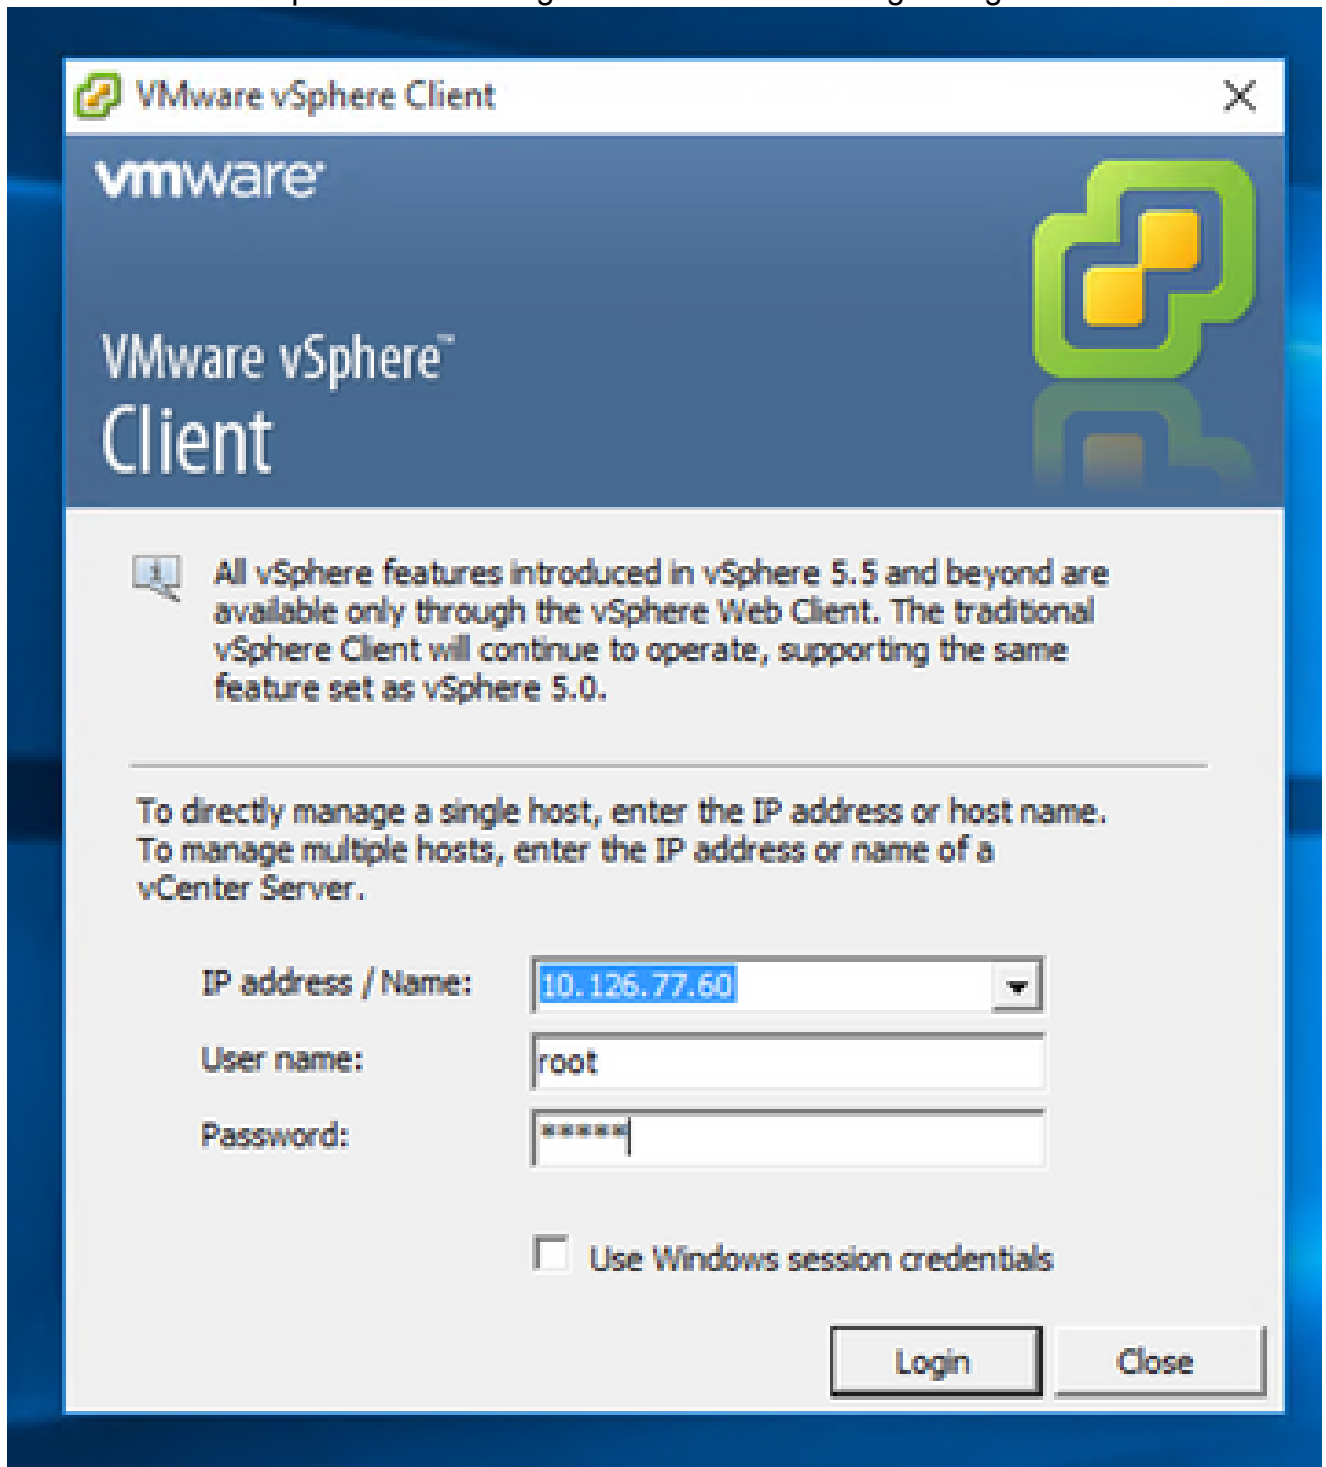 VMware vSphere Client
vmware
VMware vSphere™
Client
All vSphere features introduced in vSphere 5.5 and beyond are
available only through the vSphere Web Client. The traditional
vSphere Client will continue to operate, supporting the same
feature set as vSphere 5.0.
To directly manage a single host, enter the IP address or host name.
To manage multiple hosts, enter the IP address or name of a
vCenter Server.
IP address / Name: 10.126.77.60
User name: root
Password: *****
Use Windows session credentials
Login Close